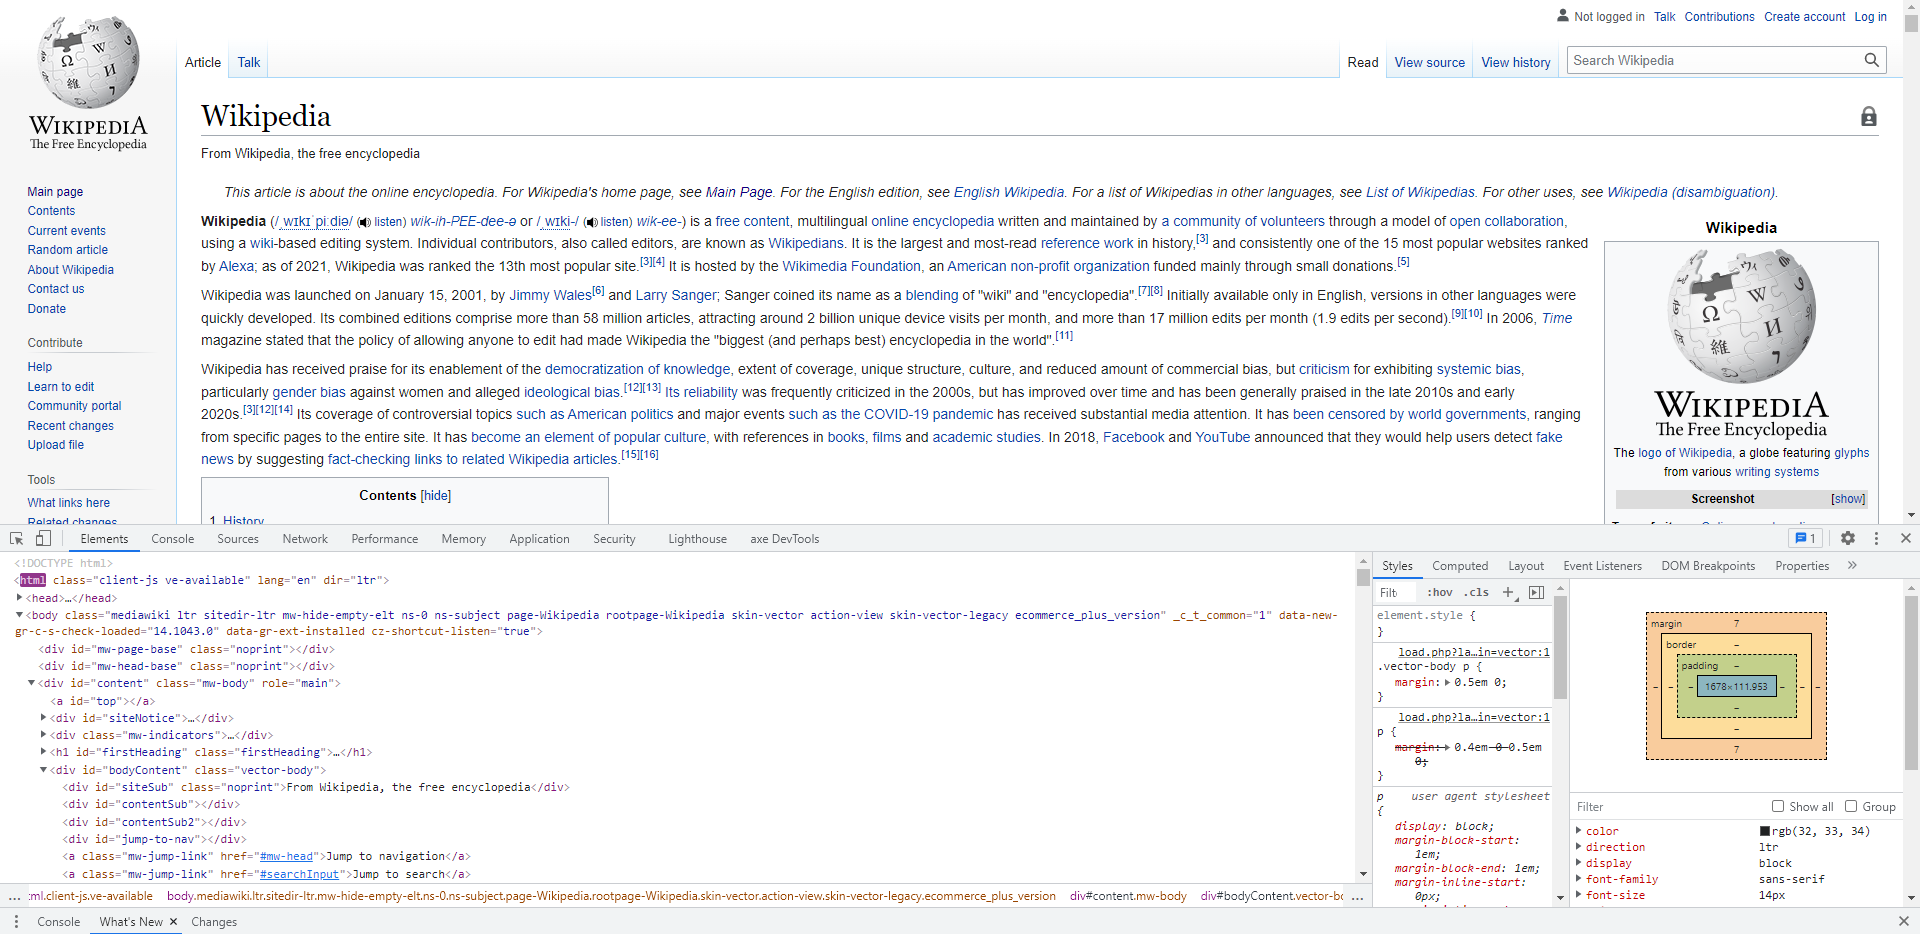 Not logged in Talk Contributions Create account Log in
Article Talk Read View source View history Search Wikipedia
WIKIPEDIA
The Free Encyclopedia
Main page
Contents
Current events
Random article
About Wikipedia
Contact us
Donate
Contribute
Help
Learn to edit
Community portal
Recent changes
Upload file
Tools
What links here
Related changes
Wikipedia
From Wikipedia, the free encyclopedia
This article is about the online encyclopedia. For Wikipedia's home page, see Main Page. For the English edition, see English Wikipedia. For a list of Wikipedias in other languages, see List of Wikipedias. For other uses, see Wikipedia (disambiguation).
Wikipedia (/ˌwɪkɪˈpiːdiə/ (listen) wik-ih-PEE-dee-ə or /ˌwɪki-/ (listen) wik-ee-) is a free content, multilingual online encyclopedia written and maintained by a community of volunteers through a model of open collaboration,
using a wiki-based editing system. Individual contributors, also called editors, are known as Wikipedians. It is the largest and most-read reference work in history,[3] and consistently one of the 15 most popular websites ranked
by Alexa; as of 2021, Wikipedia was ranked the 13th most popular site.[3][4] It is hosted by the Wikimedia Foundation, an American non-profit organization funded mainly through small donations.[5]
Wikipedia was launched on January 15, 2001, by Jimmy Wales[6] and Larry Sanger; Sanger coined its name as a blending of "wiki" and "encyclopedia".[7][8] Initially available only in English, versions in other languages were
quickly developed. Its combined editions comprise more than 58 million articles, attracting around 2 billion unique device visits per month, and more than 17 million edits per month (1.9 edits per second).[9][10] In 2006, Time
magazine stated that the policy of allowing anyone to edit had made Wikipedia the "biggest (and perhaps best) encyclopedia in the world".[11]
Wikipedia has received praise for its enablement of the democratization of knowledge, extent of coverage, unique structure, culture, and reduced amount of commercial bias, but criticism for exhibiting systemic bias,
particularly gender bias against women and alleged ideological bias.[12][13] Its reliability was frequently criticized in the 2000s, but has improved over time and has been generally praised in the late 2010s and early
2020s.[3][12][14] Its coverage of controversial topics such as American politics and major events such as the COVID-19 pandemic has received substantial media attention. It has been censored by world governments, ranging
from specific pages to the entire site. It has become an element of popular culture, with references in books, films and academic studies. In 2018, Facebook and YouTube announced that they would help users detect fake
news by suggesting fact-checking links to related Wikipedia articles.[15][16]
Contents [hide]
1 History
Wikipedia
WIKIPEDIA
The Free Encyclopedia
The logo of Wikipedia, a globe featuring glyphs
from various writing systems
Screenshot [show]
Elements Console Sources Network Performance Memory Application Security Lighthouse axe DevTools 1
<!DOCTYPE html>
<html class="client-js ve-available" lang="en" dir="ltr">
<head>…</head>
<body class="mediawiki ltr sitedir-ltr mw-hide-empty-elt ns-0 ns-subject page-Wikipedia rootpage-Wikipedia skin-vector action-view skin-vector-legacy ecommerce_plus_version" _c_t_common="1" data-new-
gr-c-s-check-loaded="14.1043.0" data-gr-ext-installed cz-shortcut-listen="true">
<div id="mw-page-base" class="noprint"></div>
<div id="mw-head-base" class="noprint"></div>
<div id="content" class="mw-body" role="main">
<a id="top"></a>
<div id="siteNotice">…</div>
<div class="mw-indicators">…</div>
<h1 id="firstHeading" class="firstHeading">…</h1>
<div id="bodyContent" class="vector-body">
<div id="siteSub" class="noprint">From Wikipedia, the free encyclopedia</div>
<div id="contentSub"></div>
<div id="contentSub2"></div>
<div id="jump-to-nav"></div>
<a class="mw-jump-link" href="#mw-head">Jump to navigation</a>
<a class="mw-jump-link" href="#searchInput">Jump to search</a>
… tml.client-js.ve-available body.mediawiki.ltr.sitedir-ltr.mw-hide-empty-elt.ns-0.ns-subject.page-Wikipedia.rootpage-Wikipedia.skin-vector.action-view.skin-vector-legacy.ecommerce_plus_version div#content.mw-body div#bodyContent.vector-bo …
Styles Computed Layout Event Listeners DOM Breakpoints Properties »
Filt :hov .cls +
element.style {
}
load.php?la…in=vector:1
.vector-body p {
margin: 0.5em 0;
}
load.php?la…in=vector:1
p {
margin: 0.4em 0 0.5em
0;
}
p user agent stylesheet
{
display: block;
margin-block-start:
1em;
margin-block-end: 1em;
margin-inline-start:
0px;
margin 7
border –
padding –
– – – 1678×111.953 – – –
–
–
7
Filter Show all Group
color rgb(32, 33, 34)
direction ltr
display block
font-family sans-serif
font-size 14px
Console What's New × Changes